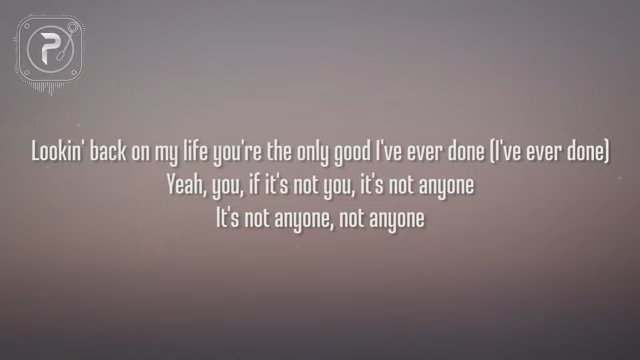 P
Lookin' back on my life you're the only good I've ever done (I've ever done)
Yeah, you, if it's not you, it's not anyone
It's not anyone, not anyone